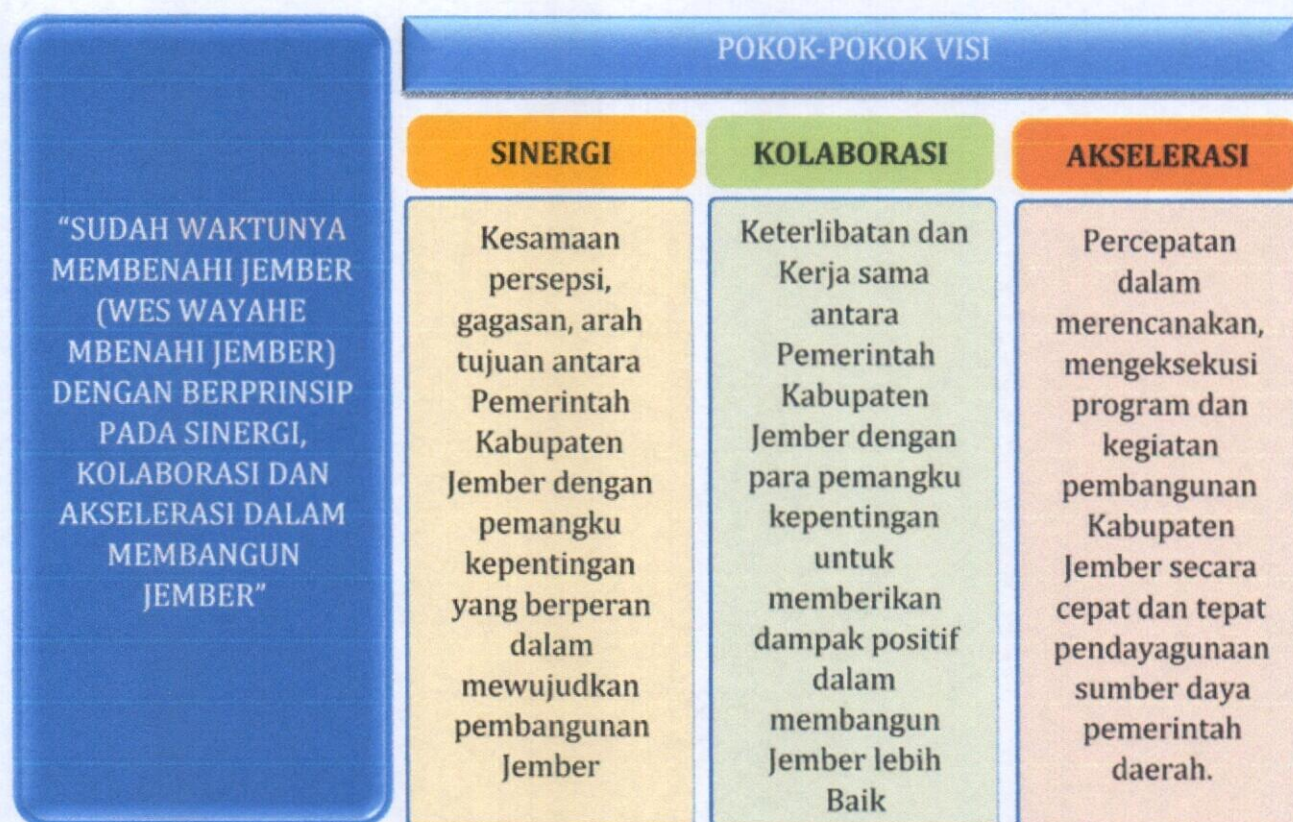 "SUDAH WAKTUNYA
MEMBENAHI JEMBER
(WES WAYAHE
MBENAHI JEMBER)
DENGAN BERPRINSIP
PADA SINERGI,
KOLABORASI DAN
AKSELERASI DALAM
MEMBANGUN
JEMBER"
POKOK-POKOK VISI
SINERGI
Kesamaan
persepsi,
gagasan, arah
tujuan antara
Pemerintah
Kabupaten
Jember dengan
pemangku
kepentingan
yang berperan
dalam
mewujudkan
pembangunan
Jember
KOLABORASI
Keterlibatan dan
Kerja sama
antara
Pemerintah
Kabupaten
Jember dengan
para pemangku
kepentingan
untuk
memberikan
dampak positif
dalam
membangun
Jember lebih
Baik
AKSELERASI
Percepatan
dalam
merencanakan,
mengeksekusi
program dan
kegiatan
pembangunan
Kabupaten
Jember secara
cepat dan tepat
pendayagunaan
sumber daya
pemerintah
daerah.